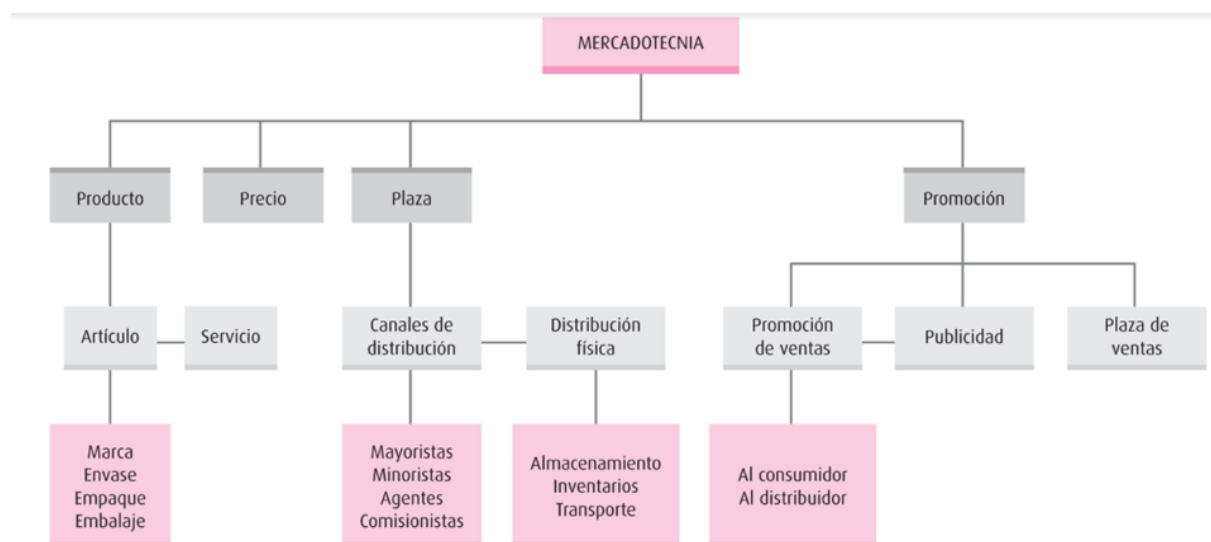 MERCADOTECNIA
Producto
Precio
Plaza
Promoción
Artículo
Servicio
Canales de
distribución
Distribución
física
Promoción
de ventas
Publicidad
Plaza de
ventas
Marca
Envase
Empaque
Embalaje
Mayoristas
Minoristas
Agentes
Comisionistas
Almacenamiento
Inventarios
Transporte
Al consumidor
Al distribuidor